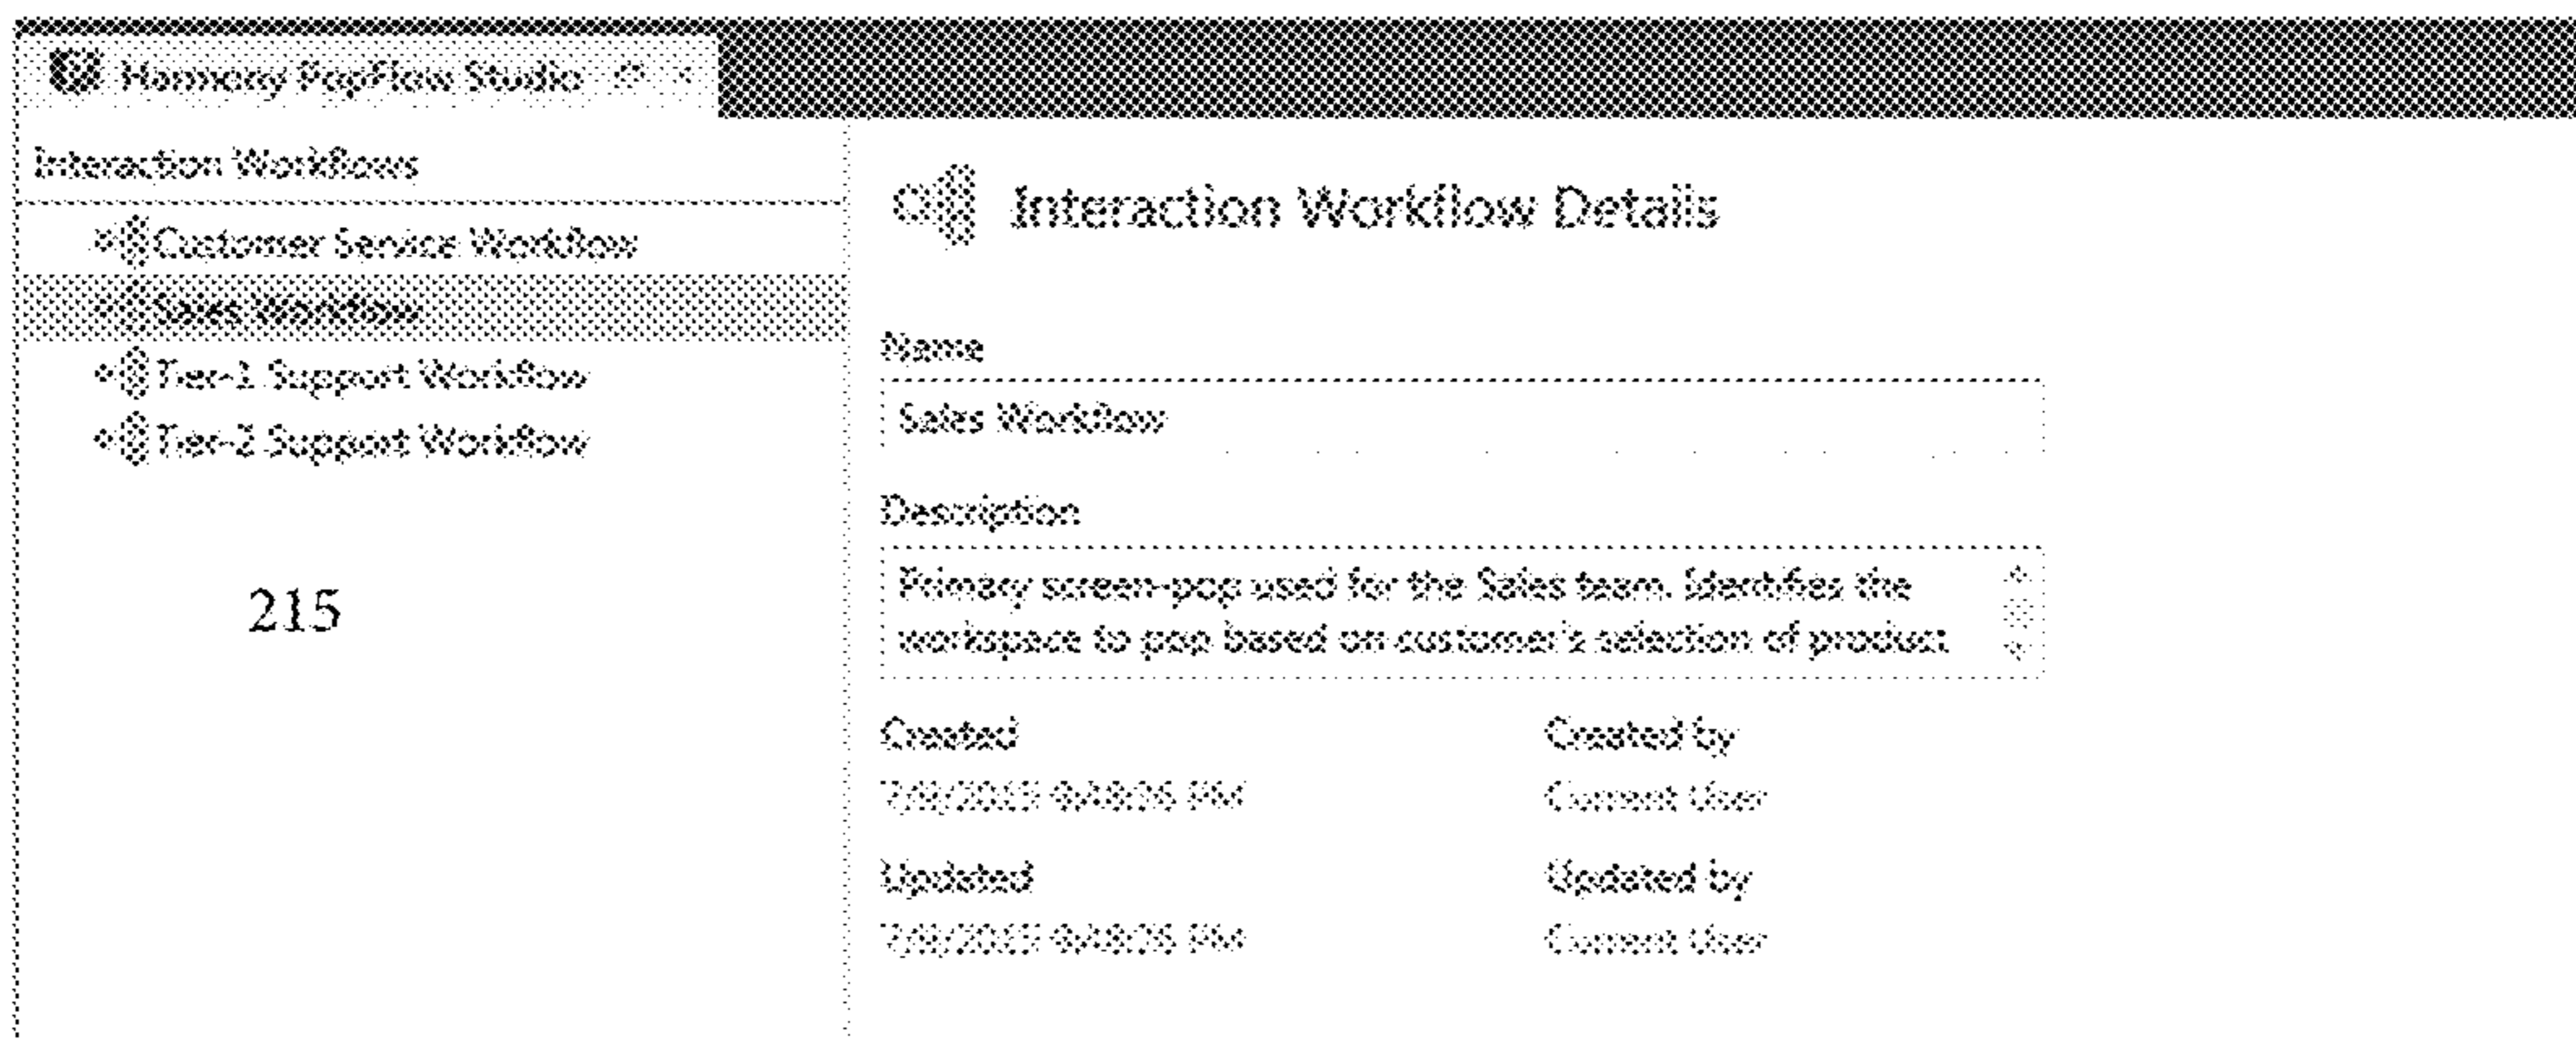 Harmony PopFlow Studio
Interaction Workflows
Customer Service Workflow
Sales Workflow
Tier-1 Support Workflow
Tier-2 Support Workflow
215
Interaction Workflow Details
Name
Sales Workflow
Description
Primary screen-pop used for the Sales team. Identifies the
workspace to pop based on customer's selection of product
Created
Created by
PM
Current User
Updated
Updated by
PM
Current User